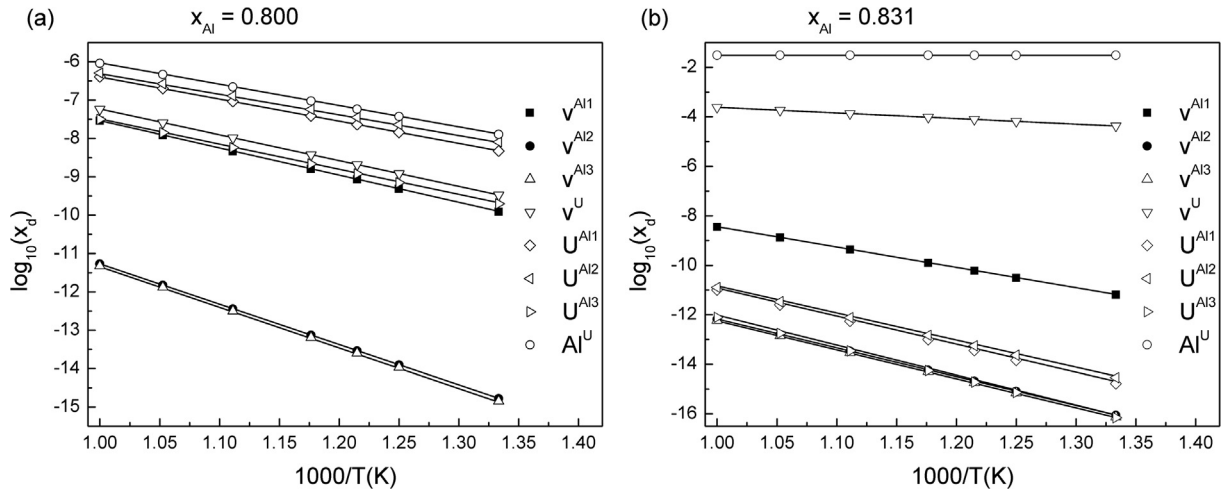 (a) x_Al = 0.800
-6
-7
-8
-9
-10
-11
-12
-13
-14
-15
log₁₀(x_d)
1.00 1.05 1.10 1.15 1.20 1.25 1.30 1.35 1.40
1000/T(K)
v^Al1
v^Al2
v^Al3
v^U
U^Al1
U^Al2
U^Al3
Al^U
(b) x_Al = 0.831
-2
-4
-6
-8
-10
-12
-14
-16
log₁₀(x_d)
1.00 1.05 1.10 1.15 1.20 1.25 1.30 1.35 1.40
1000/T(K)
v^Al1
v^Al2
v^Al3
v^U
U^Al1
U^Al2
U^Al3
Al^U